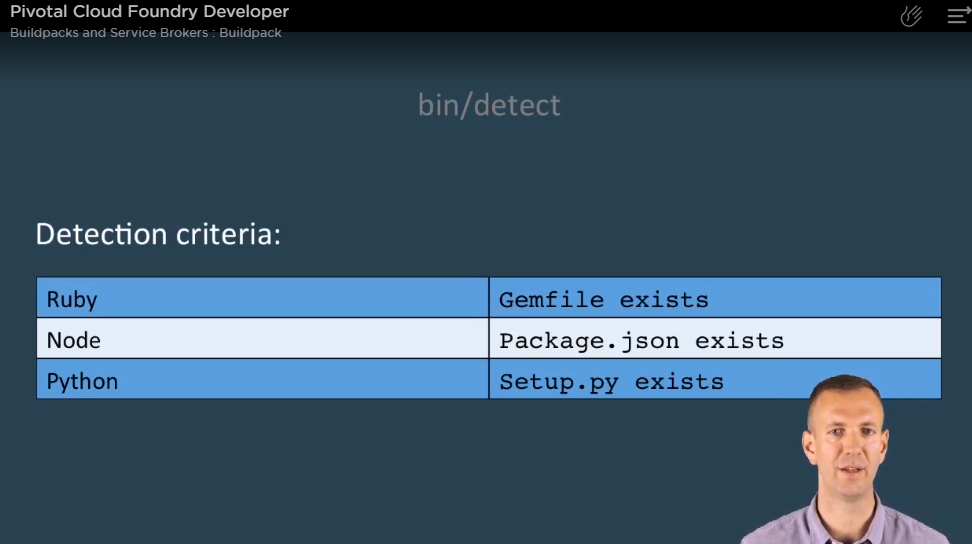 Pivotal Cloud Foundry Developer
Buildpacks and Service Brokers : Buildpack
bin/detect
Detection criteria:
Ruby Gemfile exists
Node Package.json exists
Python Setup.py exists